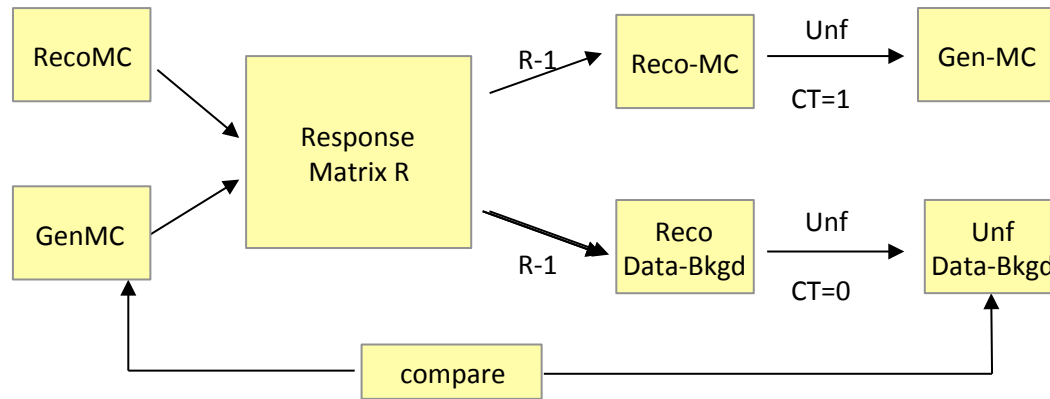 RecoMC
GenMC
Response
Matrix R
R-1
Reco-MC
Unf
CT=1
Gen-MC
R-1
Reco
Data-Bkgd
Unf
CT=0
Unf
Data-Bkgd
compare